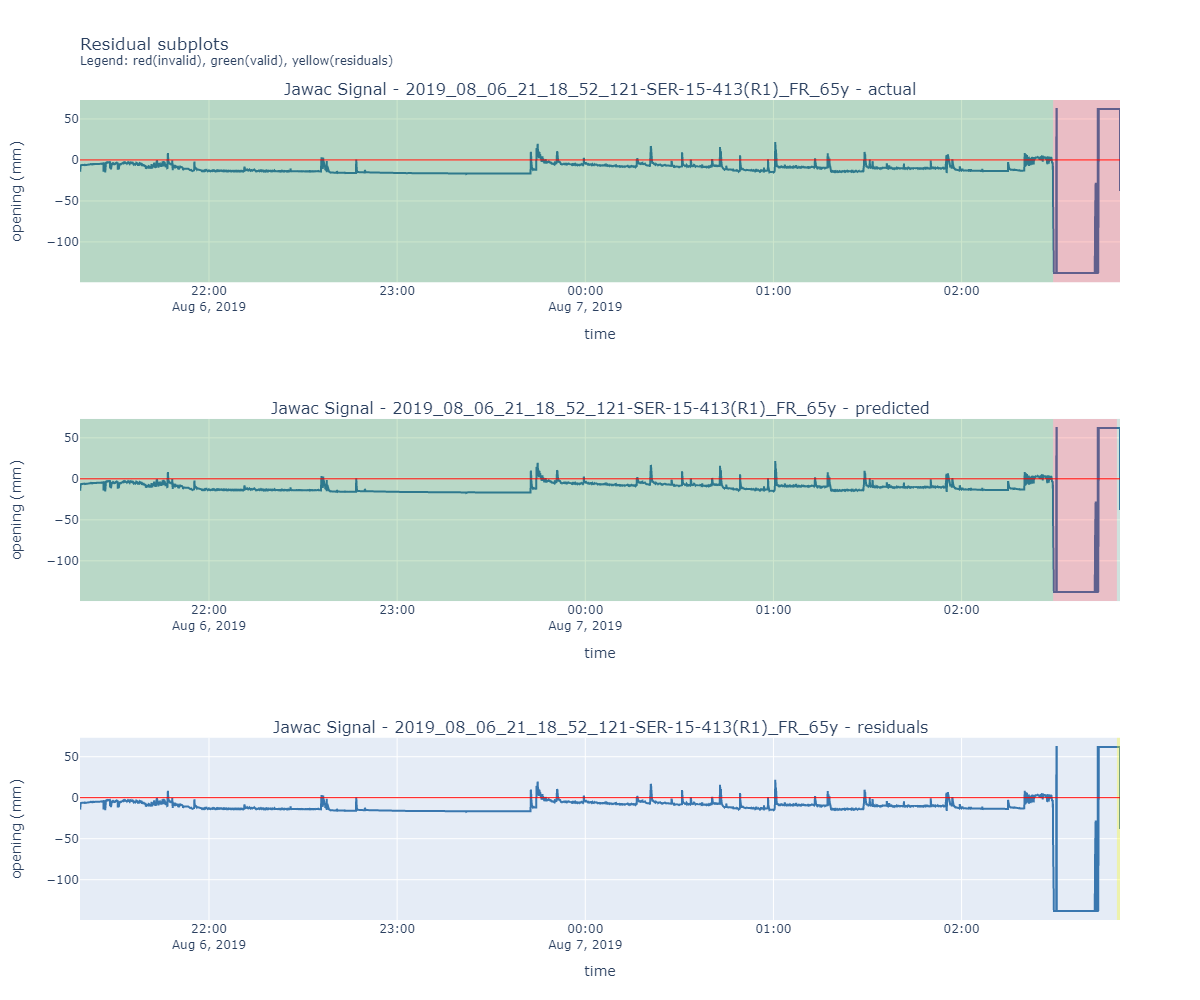 Residual subplots
Legend: red(invalid), green(valid), yellow(residuals)
Jawac Signal - 2019_08_06_21_18_52_121-SER-15-413(R1)_FR_65y - actual
opening (mm)
50
0
−50
−100
22:00
23:00
00:00
01:00
02:00
Aug 6, 2019
Aug 7, 2019
time
Jawac Signal - 2019_08_06_21_18_52_121-SER-15-413(R1)_FR_65y - predicted
opening (mm)
50
0
−50
−100
22:00
23:00
00:00
01:00
02:00
Aug 6, 2019
Aug 7, 2019
time
Jawac Signal - 2019_08_06_21_18_52_121-SER-15-413(R1)_FR_65y - residuals
opening (mm)
50
0
−50
−100
22:00
23:00
00:00
01:00
02:00
Aug 6, 2019
Aug 7, 2019
time